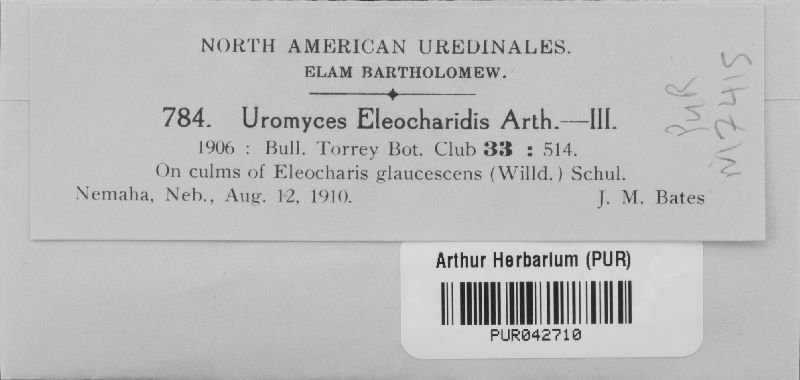 NORTH AMERICAN UREDINALES.
ELAM BARTHOLOMEW.
784. Uromyces Eleocharidis Arth.—III.
1906 : Bull. Torrey Bot. Club 33 : 514.
On culms of Eleocharis glaucescens (Willd.) Schul.
Nemaha, Neb., Aug. 12, 1910. J. M. Bates
PUR
M7415
Arthur Herbarium (PUR)
PUR042710